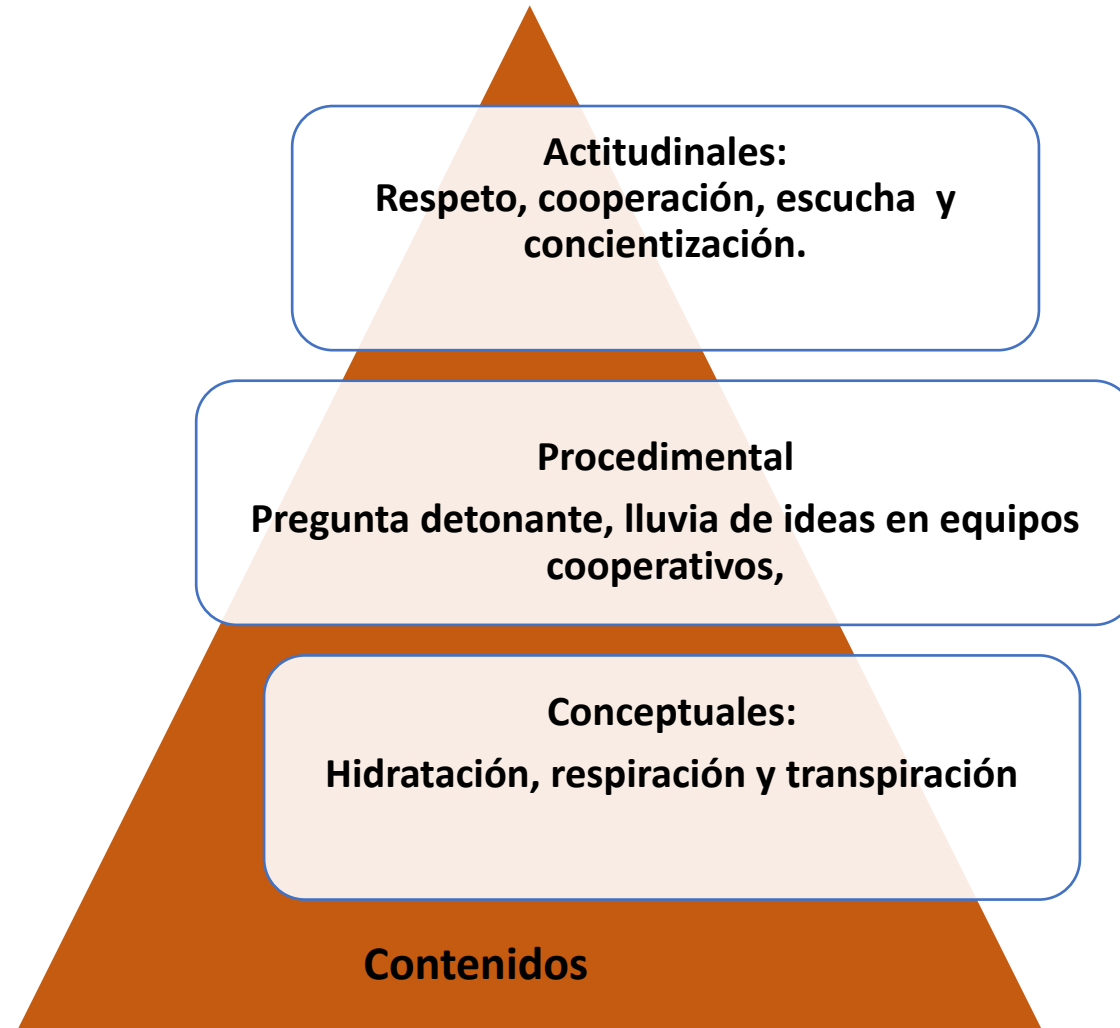 Actitudinales:
Respeto, cooperación, escucha y
concientización.
Procedimental
Pregunta detonante, lluvia de ideas en equipos
cooperativos,
Conceptuales:
Hidratación, respiración y transpiración
Contenidos